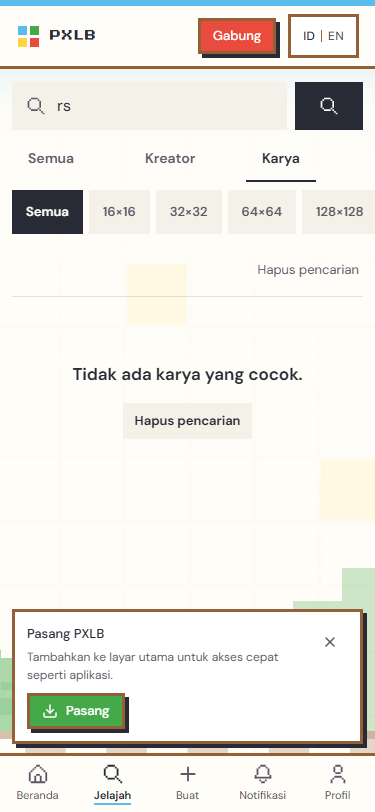 PXLB
Gabung
ID | EN
rs
Semua
Kreator
Karya
Semua
16×16
32×32
64×64
128×128
Hapus pencarian
Tidak ada karya yang cocok.
Hapus pencarian
Pasang PXLB
Tambahkan ke layar utama untuk akses cepat
seperti aplikasi.
Pasang
Beranda
Jelajah
Buat
Notifikasi
Profil